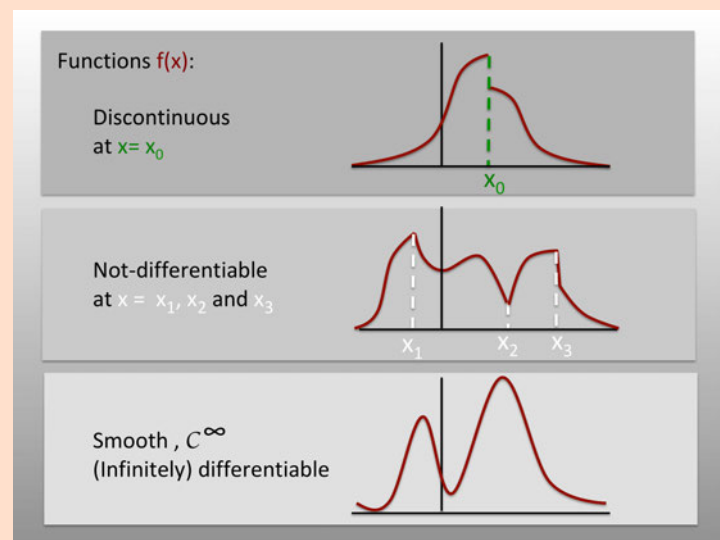 Functions f(x):
Discontinuous
at x= x₀
x₀
Not-differentiable
at x = x₁, x₂ and x₃
x₁ x₂ x₃
Smooth , C∞
(Infinitely) differentiable